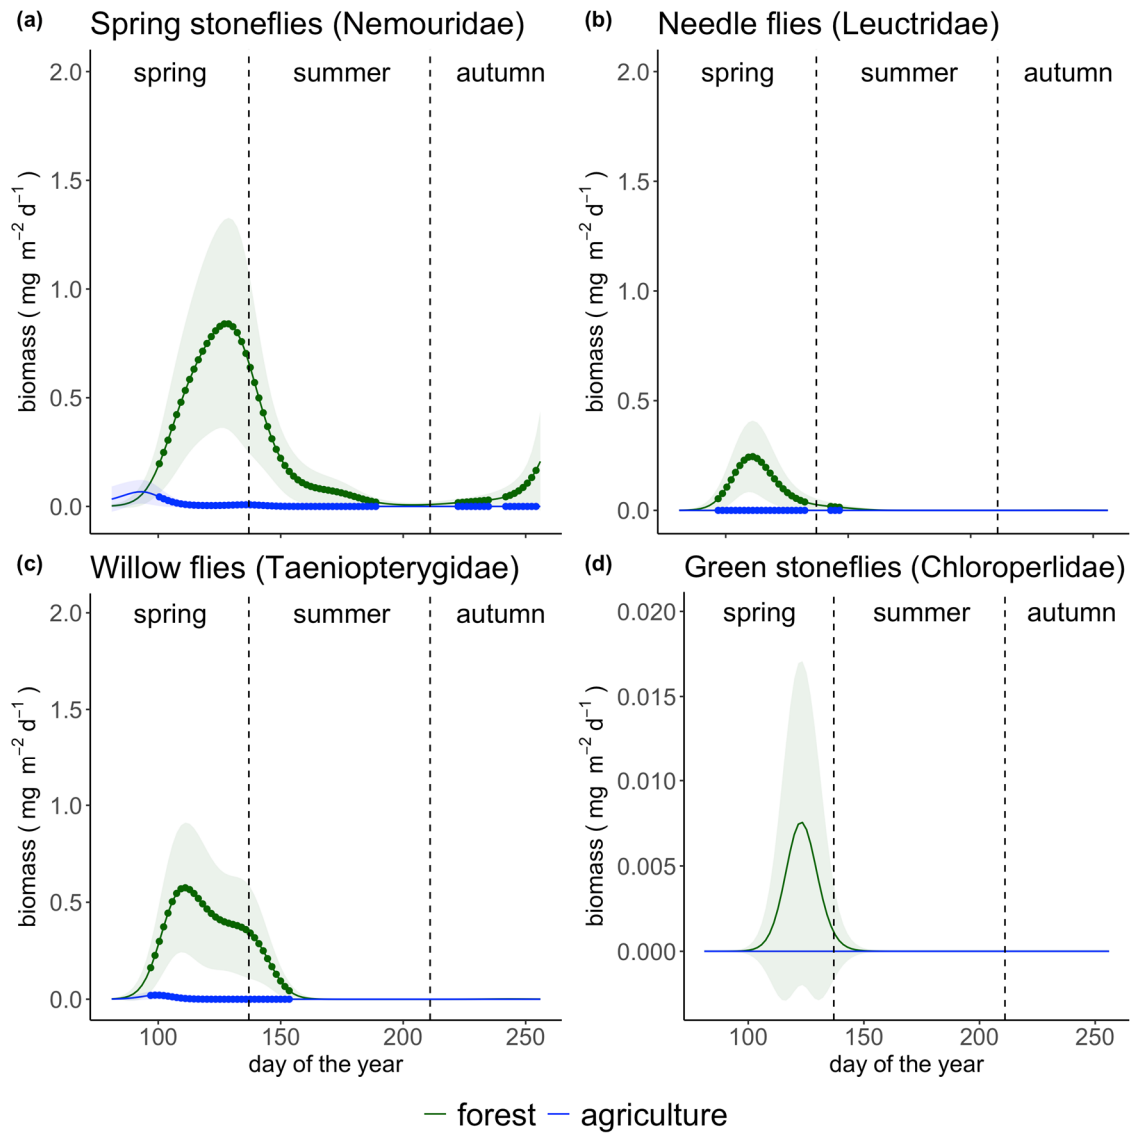 (a) Spring stoneflies (Nemouridae)
spring summer autumn
2.0
1.5
1.0
0.5
0.0
biomass ( mg m⁻² d⁻¹ )
(b) Needle flies (Leuctridae)
spring summer autumn
2.0
1.5
1.0
0.5
0.0
biomass ( mg m⁻² d⁻¹ )
(c) Willow flies (Taeniopterygidae)
spring summer autumn
2.0
1.5
1.0
0.5
0.0
biomass ( mg m⁻² d⁻¹ )
100 150 200 250
day of the year
(d) Green stoneflies (Chloroperlidae)
spring summer autumn
0.020
0.015
0.010
0.005
0.000
biomass ( mg m⁻² d⁻¹ )
100 150 200 250
day of the year
forest agriculture